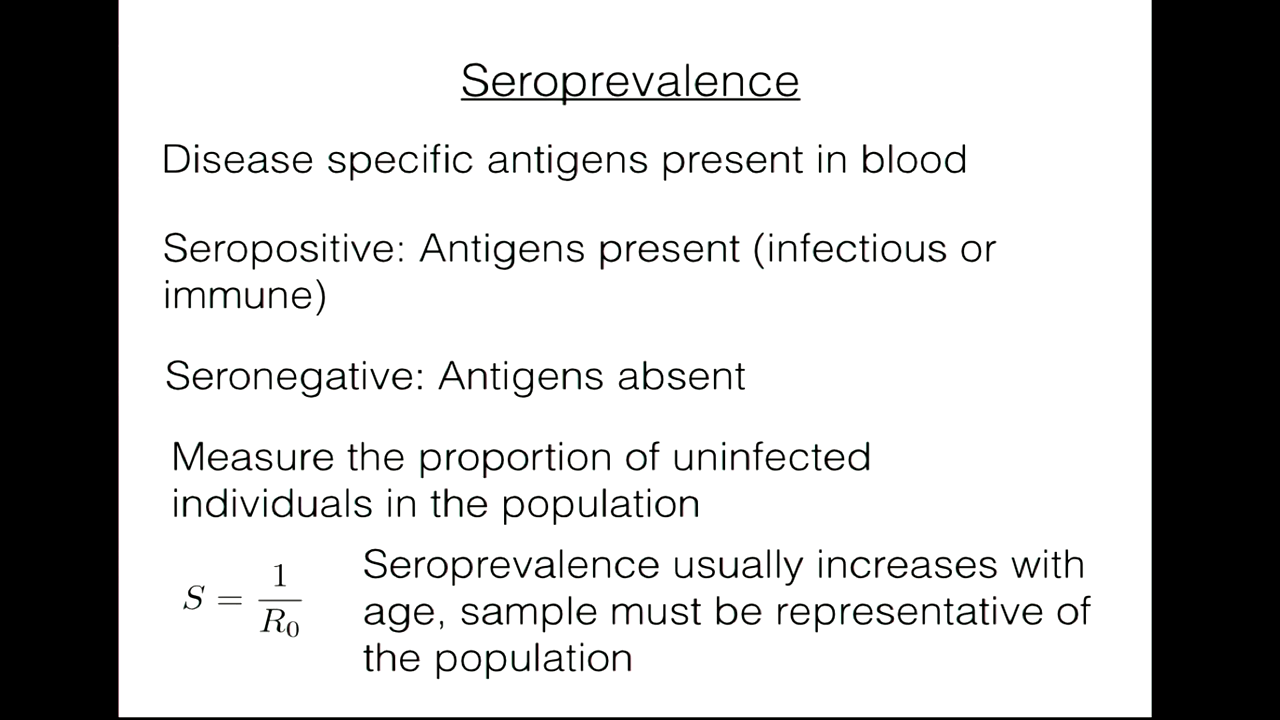 Seroprevalence
Disease specific antigens present in blood
Seropositive: Antigens present (infectious or
immune)
Seronegative: Antigens absent
Measure the proportion of uninfected
individuals in the population
S = 1/R₀
Seroprevalence usually increases with
age, sample must be representative of
the population